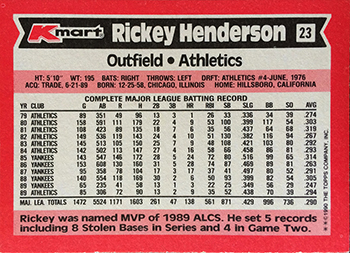 Kmart Rickey Henderson 23
Outfield • Athletics
HT: 5'10" WT: 195 BATS: RIGHT THROWS: LEFT DRFT: ATHLETICS #4-JUNE, 1976
ACQ: TRADE, 6-21-89 BORN: 12-25-58, CHICAGO, ILLINOIS HOME: HILLSBORO, CALIFORNIA
COMPLETE MAJOR LEAGUE BATTING RECORD
YR CLUB G AB R H 2B 3B HR RBI SB SLG BB SO AVG
79 ATHLETICS 89 351 49 96 13 3 1 26 33 .336 34 39 .274
80 ATHLETICS 158 591 111 179 22 4 9 53 100 .399 117 54 .303
81 ATHLETICS 108 423 89 135 18 7 6 35 56 .437 64 68 .319
82 ATHLETICS 149 536 119 143 24 4 10 51 130 .382 116 94 .267
83 ATHLETICS 145 513 105 150 25 7 9 48 108 .421 103 80 .292
84 ATHLETICS 142 502 113 147 27 4 16 58 66 .458 86 81 .293
85 YANKEES 143 547 146 172 28 5 24 72 80 .516 99 65 .314
86 YANKEES 153 608 130 160 31 5 28 74 87 .469 89 81 .263
87 YANKEES 95 358 78 104 17 3 17 37 41 .497 80 52 .291
88 YANKEES 140 554 118 169 30 2 6 50 93 .399 82 54 .305
89 YANKEES 65 235 41 58 13 1 3 22 25 .349 56 29 .247
89 ATHLETICS 85 306 72 90 13 2 9 35 52 .438 70 39 .294
MAJ. LEA. TOTALS 1472 5524 1171 1603 261 47 138 561 871 996 736 .290
Rickey was named MVP of 1989 ALCS. He set 5 records
including 8 Stolen Bases in Series and 4 in Game Two.
*©1990 THE TOPPS COMPANY, INC.